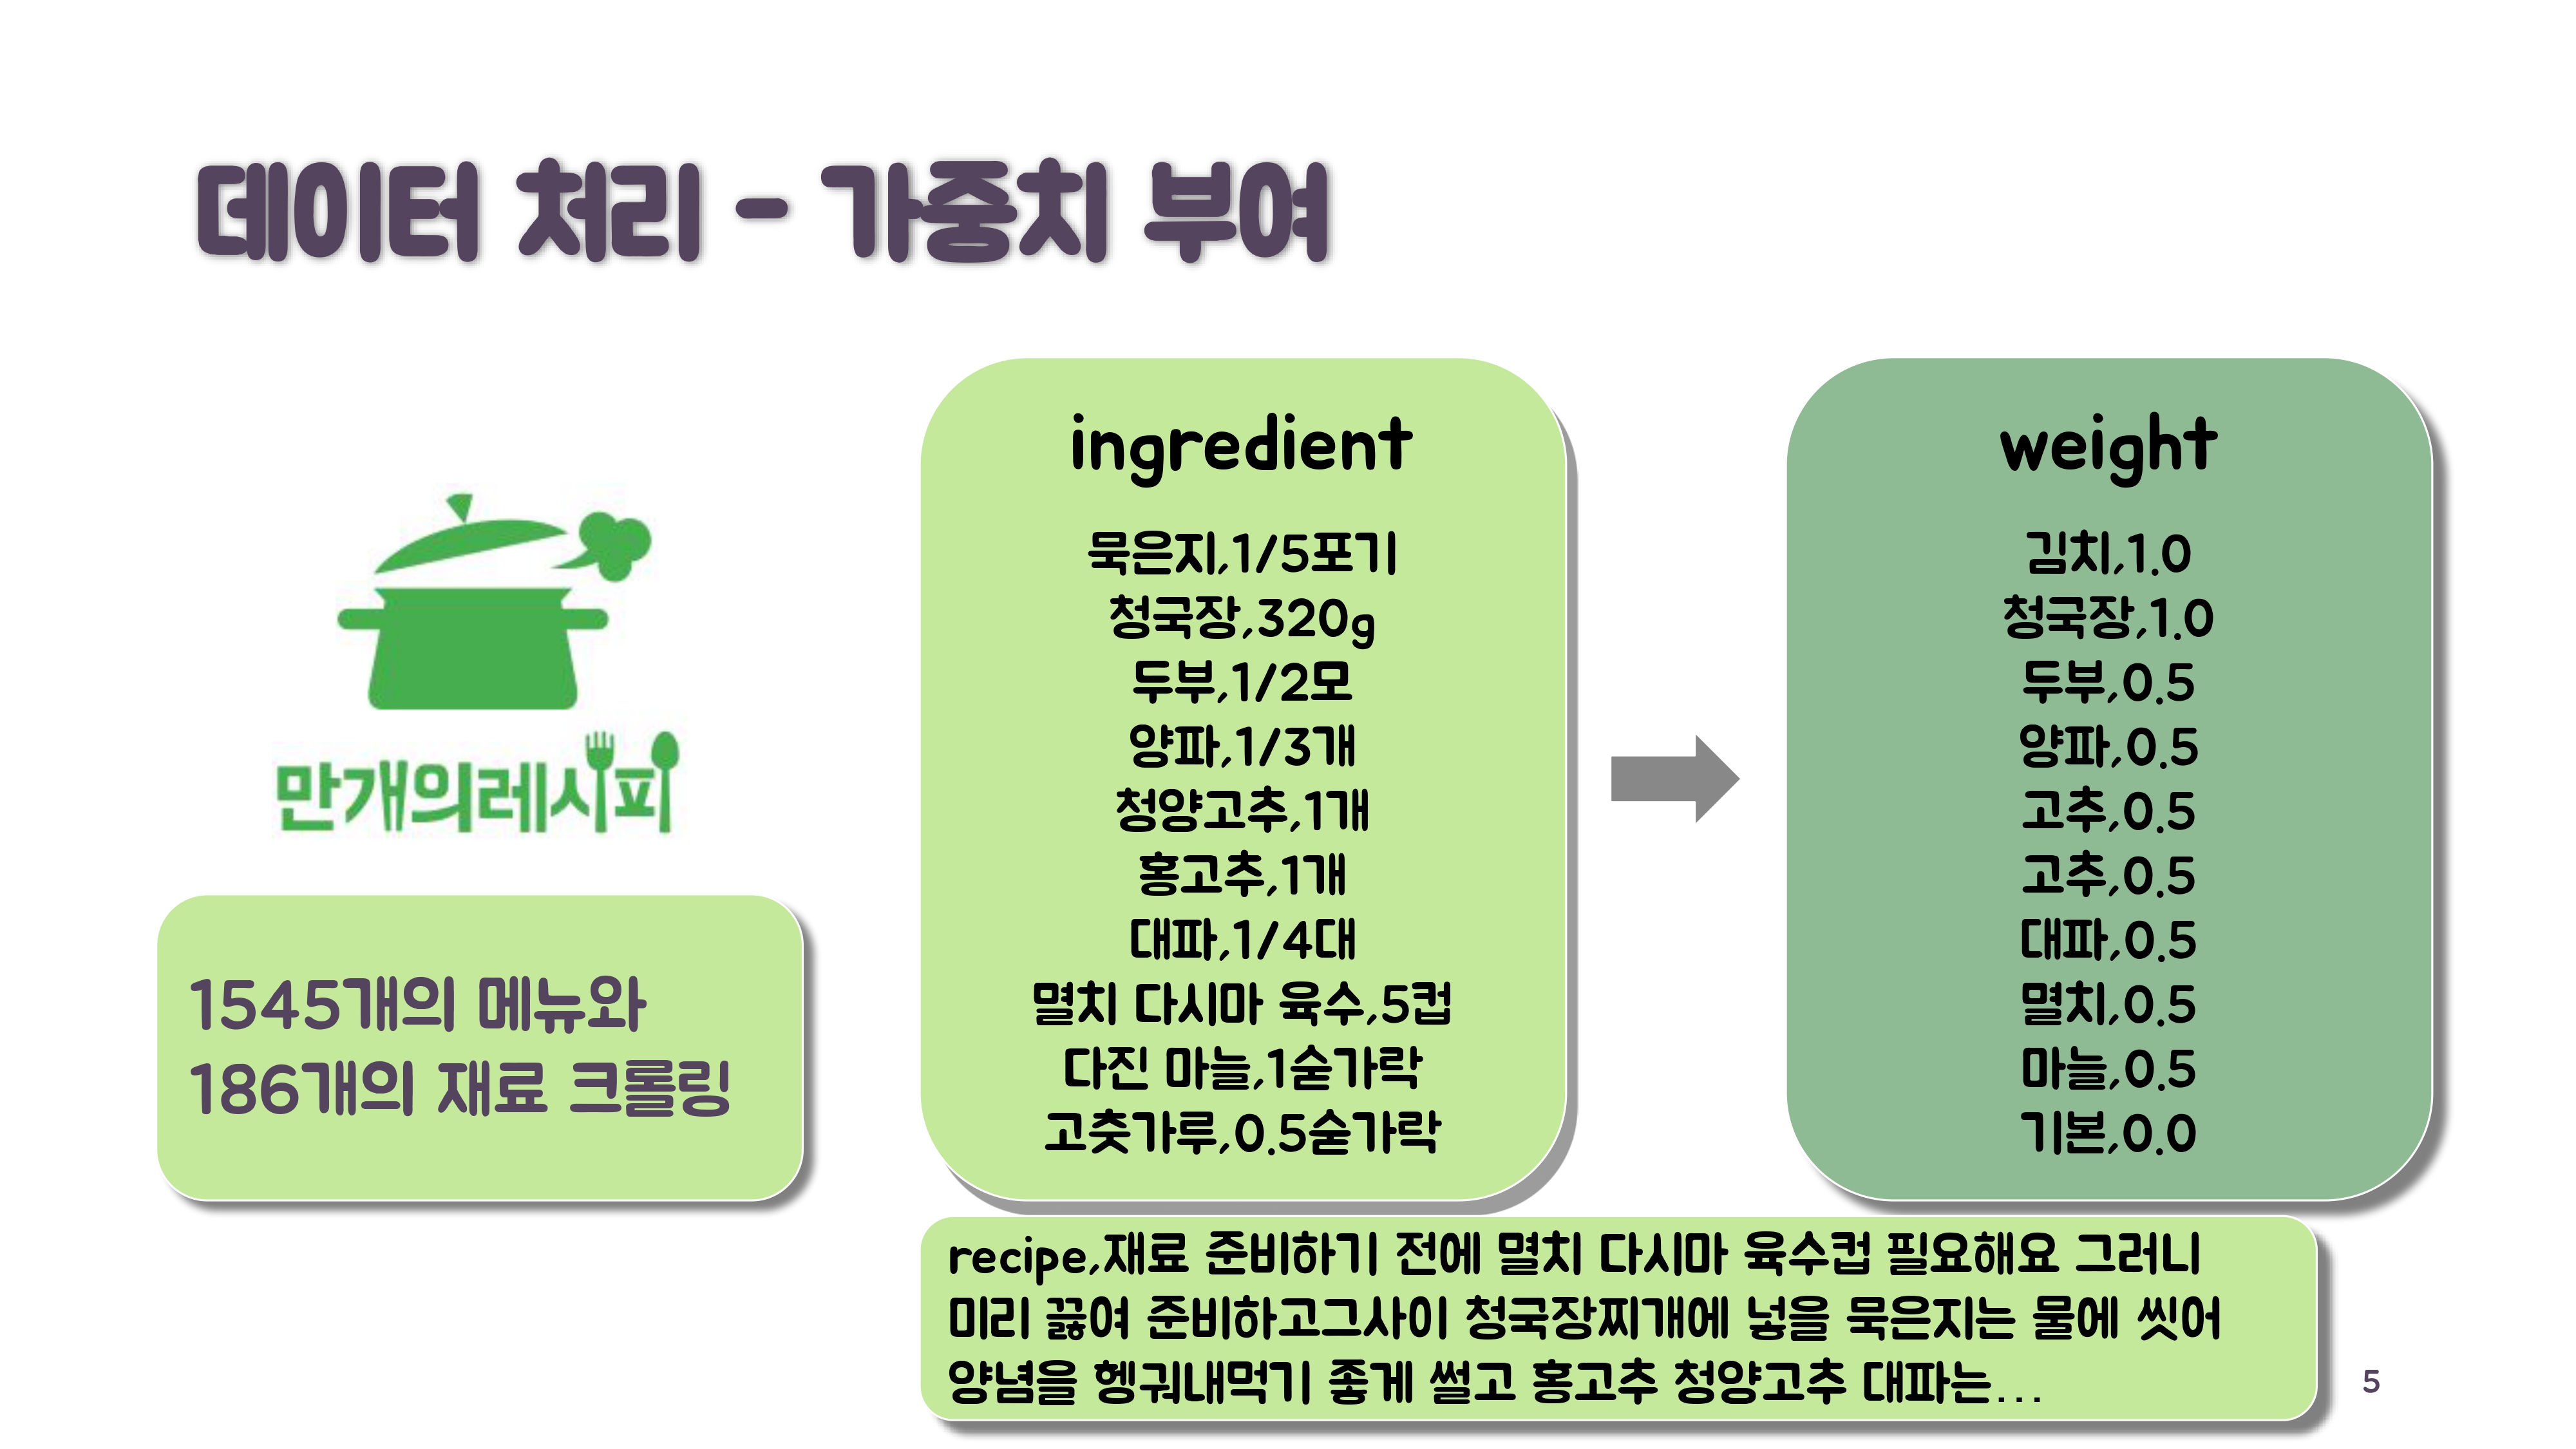 데이터 처리 - 가중치 부여
만개의레시피
1545개의 메뉴와
186개의 재료 크롤링
ingredient
묵은지,1/5포기
청국장,320g
두부,1/2모
양파,1/3개
청양고추,1개
홍고추,1개
대파,1/4대
멸치 다시마 육수,5컵
다진 마늘,1숟가락
고춧가루,0.5숟가락
weight
김치,1.0
청국장,1.0
두부,0.5
양파,0.5
고추,0.5
고추,0.5
대파,0.5
멸치,0.5
마늘,0.5
기본,0.0
recipe,재료 준비하기 전에 멸치 다시마 육수컵 필요해요 그러니
미리 끓여 준비하고그사이 청국장찌개에 넣을 묵은지는 물에 씻어
양념을 헹궈내먹기 좋게 썰고 홍고추 청양고추 대파는...
5